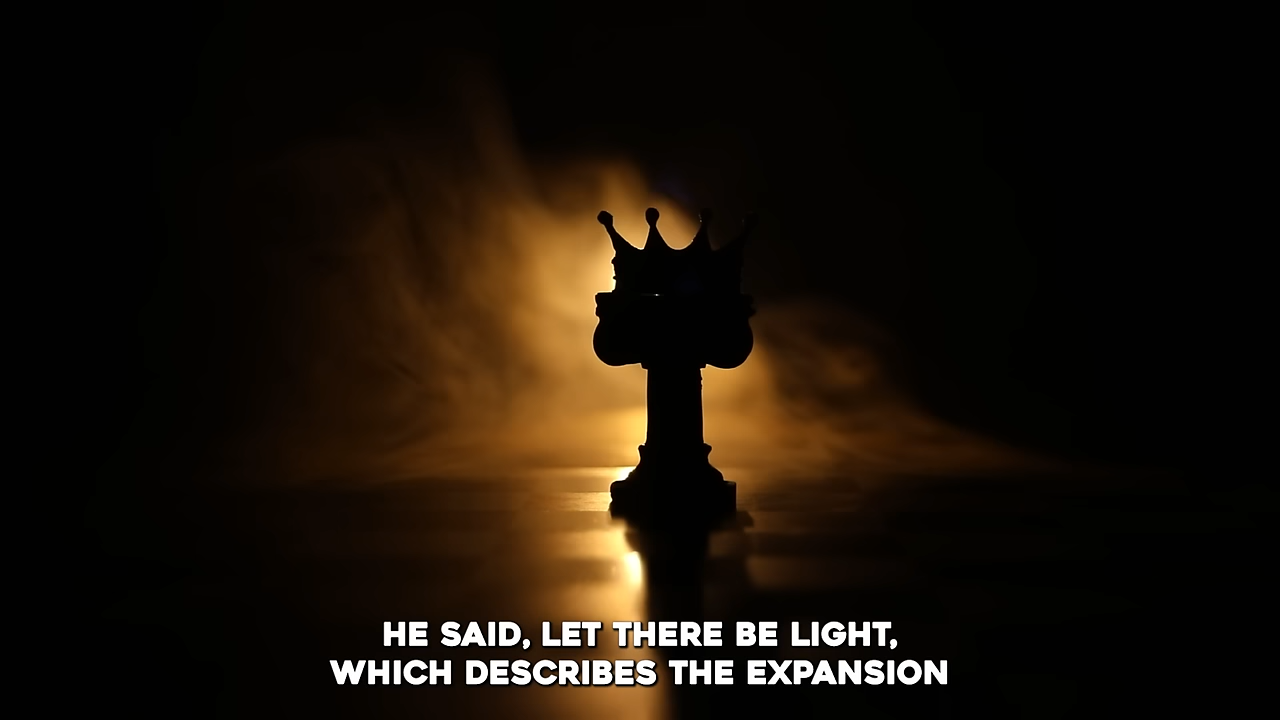 HE SAID, LET THERE BE LIGHT,
WHICH DESCRIBES THE EXPANSION